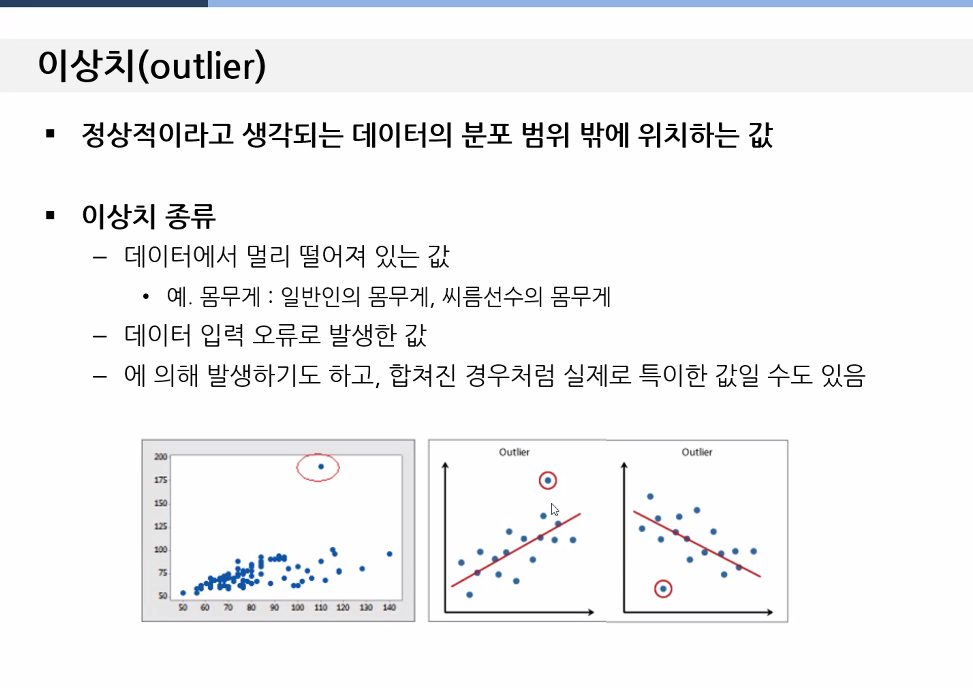 이상치(outlier)
▪ 정상적이라고 생각되는 데이터의 분포 범위 밖에 위치하는 값
▪ 이상치 종류
– 데이터에서 멀리 떨어져 있는 값
• 예. 몸무게 : 일반인의 몸무게, 씨름선수의 몸무게
– 데이터 입력 오류로 발생한 값
– 에 의해 발생하기도 하고, 합쳐진 경우처럼 실제로 특이한 값일 수도 있음
200
175
150
125
100
75
50
50 60 70 80 90 100 110 120 130 140
Outlier
Outlier